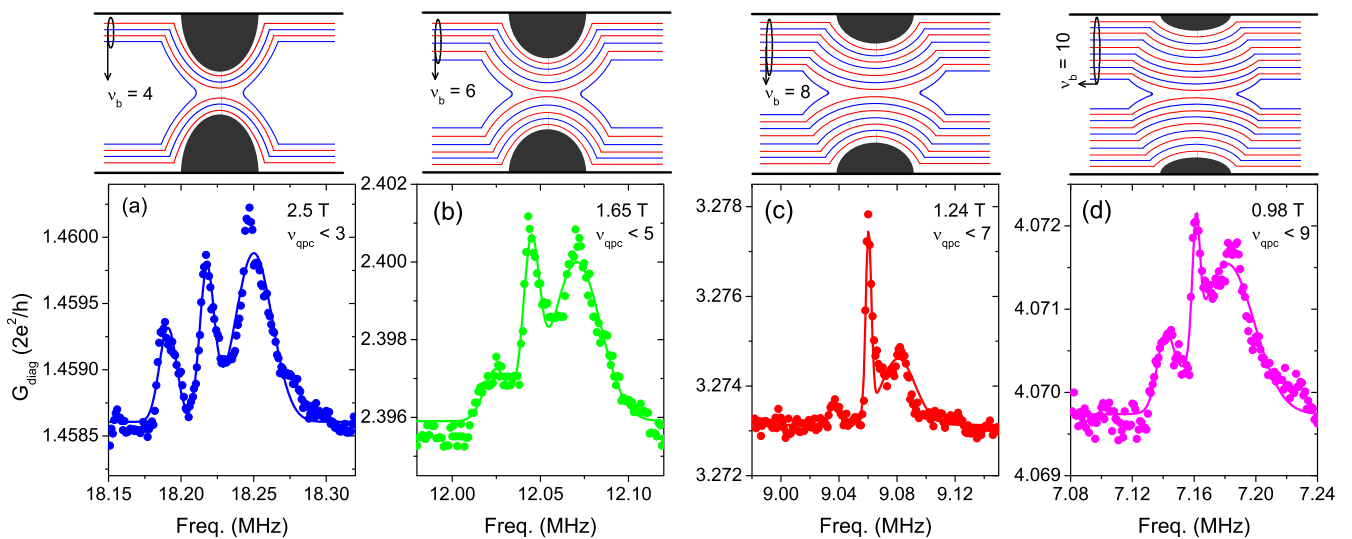 ν_b = 4
ν_b = 6
ν_b = 8
ν_b = 10
(a)
2.5 T
ν_qpc < 3
1.4600
1.4595
1.4590
1.4585
G_diag (2e²/h)
18.15 18.20 18.25 18.30
Freq. (MHz)
(b)
1.65 T
ν_qpc < 5
2.402
2.400
2.398
2.396
12.00 12.05 12.10
Freq. (MHz)
(c)
1.24 T
ν_qpc < 7
3.278
3.276
3.274
3.272
9.00 9.04 9.08 9.12
Freq. (MHz)
(d)
0.98 T
ν_qpc < 9
4.072
4.071
4.070
4.069
7.08 7.12 7.16 7.20 7.24
Freq. (MHz)